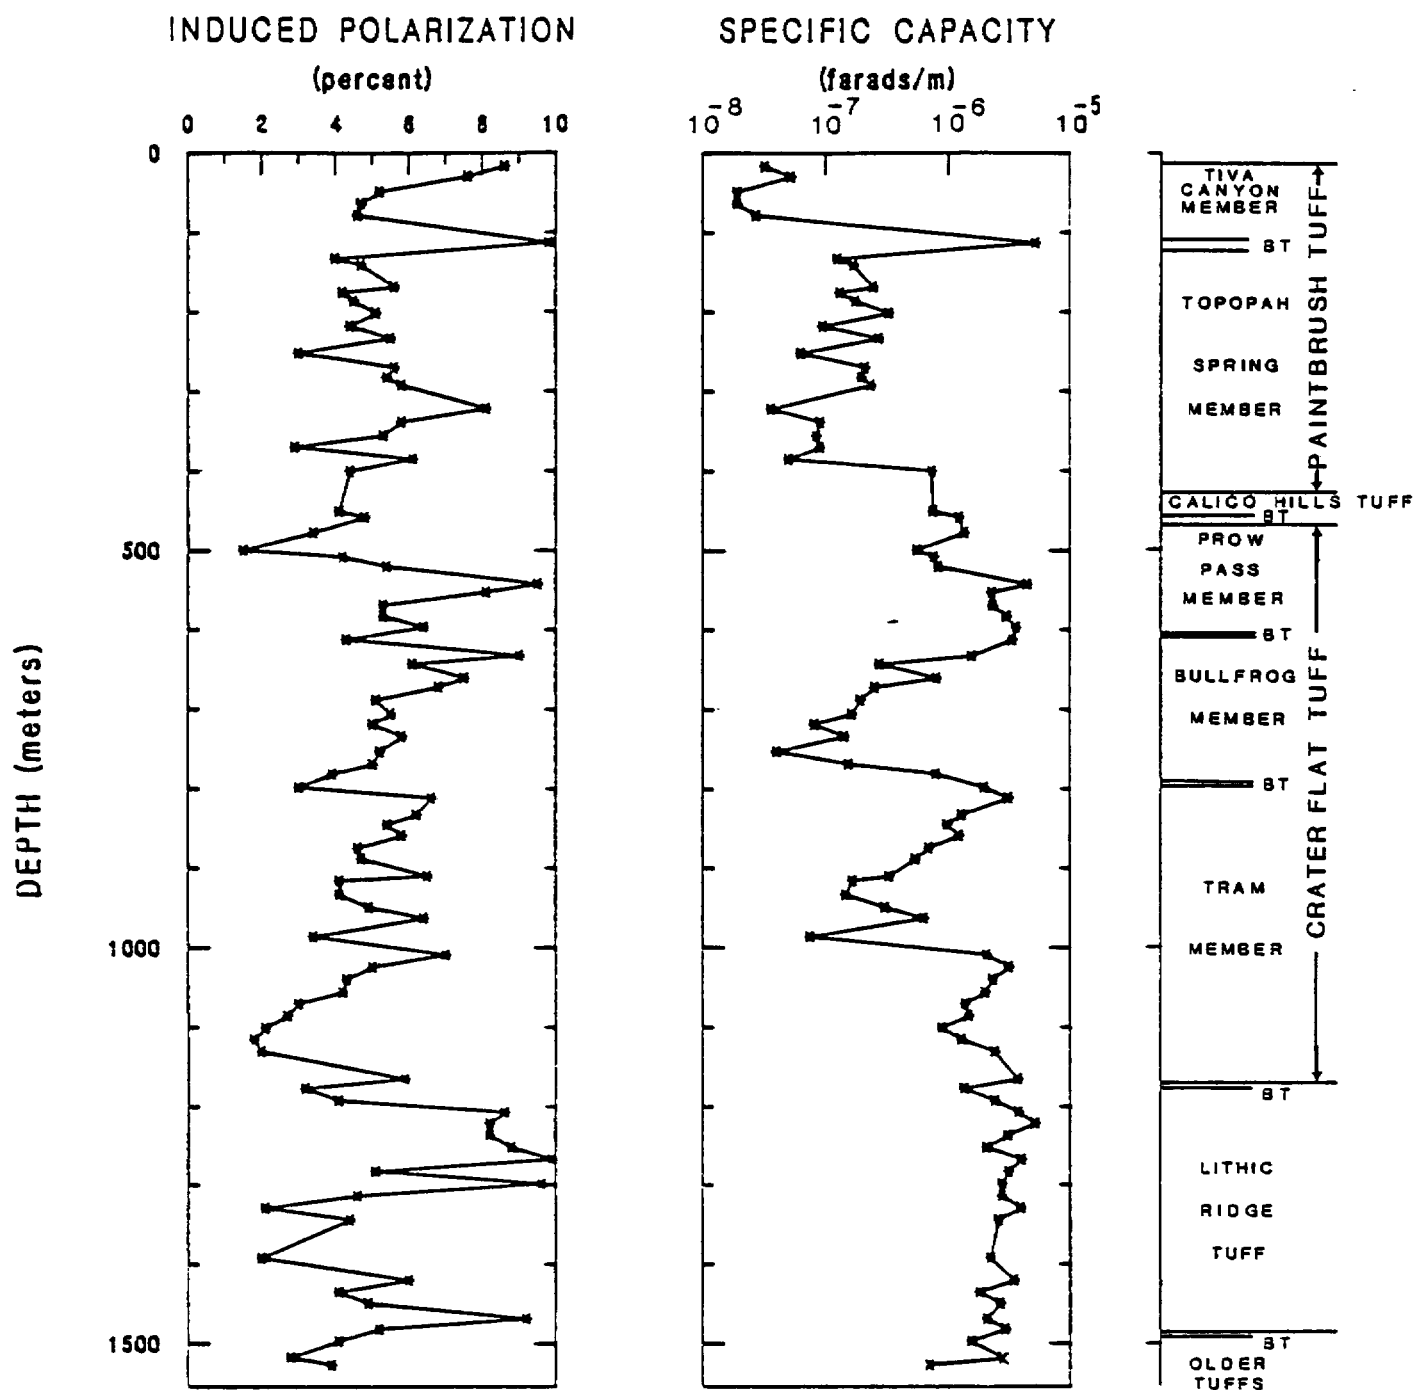 INDUCED POLARIZATION
(percent)
0 2 4 6 8 10
SPECIFIC CAPACITY
(farads/m)
10-8 10-7 10-6 10-5
DEPTH (meters)
0
500
1000
1500
TIVA
CANYON
MEMBER
BT
TOPOPAH
SPRING
MEMBER
PAINTBRUSH TUFF
CALICO HILLS TUFF
BT
PROW
PASS
MEMBER
BT
BULLFROG
MEMBER
BT
TRAM
MEMBER
CRATER FLAT TUFF
BT
LITHIC
RIDGE
TUFF
BT
OLDER
TUFFS